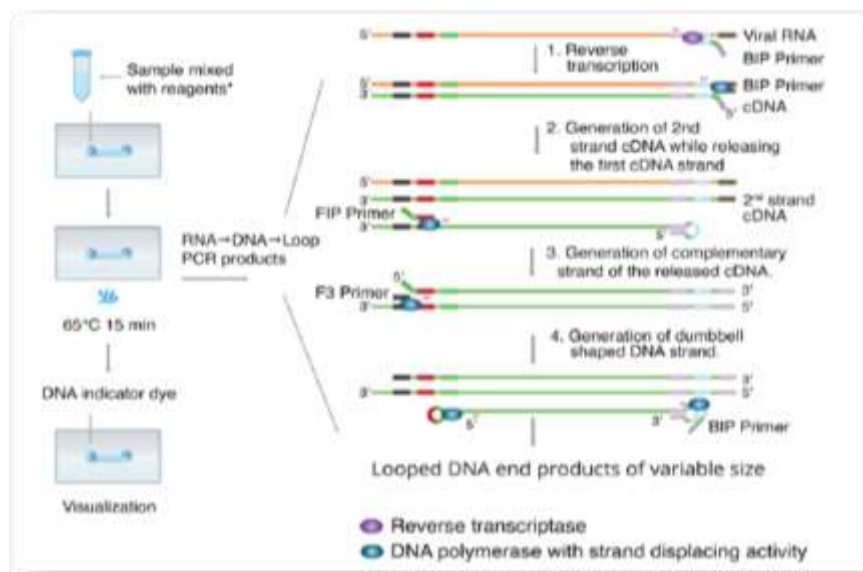 Sample mixed
with reagents*
RNA→DNA→Loop
PCR products
65°C 15 min
DNA indicator dye
Visualization
5'
Viral RNA
BIP Primer
1. Reverse
transcription
5'
3'
BIP Primer
cDNA
5'
2. Generation of 2nd
strand cDNA while releasing
the first cDNA strand
5'
3'
2nd strand
cDNA
FIP Primer
3'
5'
3. Generation of complementary
strand of the released cDNA.
5'
F3 Primer
3'
3'
5'
4. Generation of dumbbell
shaped DNA strand.
3'
3'
5'
5'
3'
BIP Primer
Looped DNA end products of variable size
Reverse transcriptase
DNA polymerase with strand displacing activity